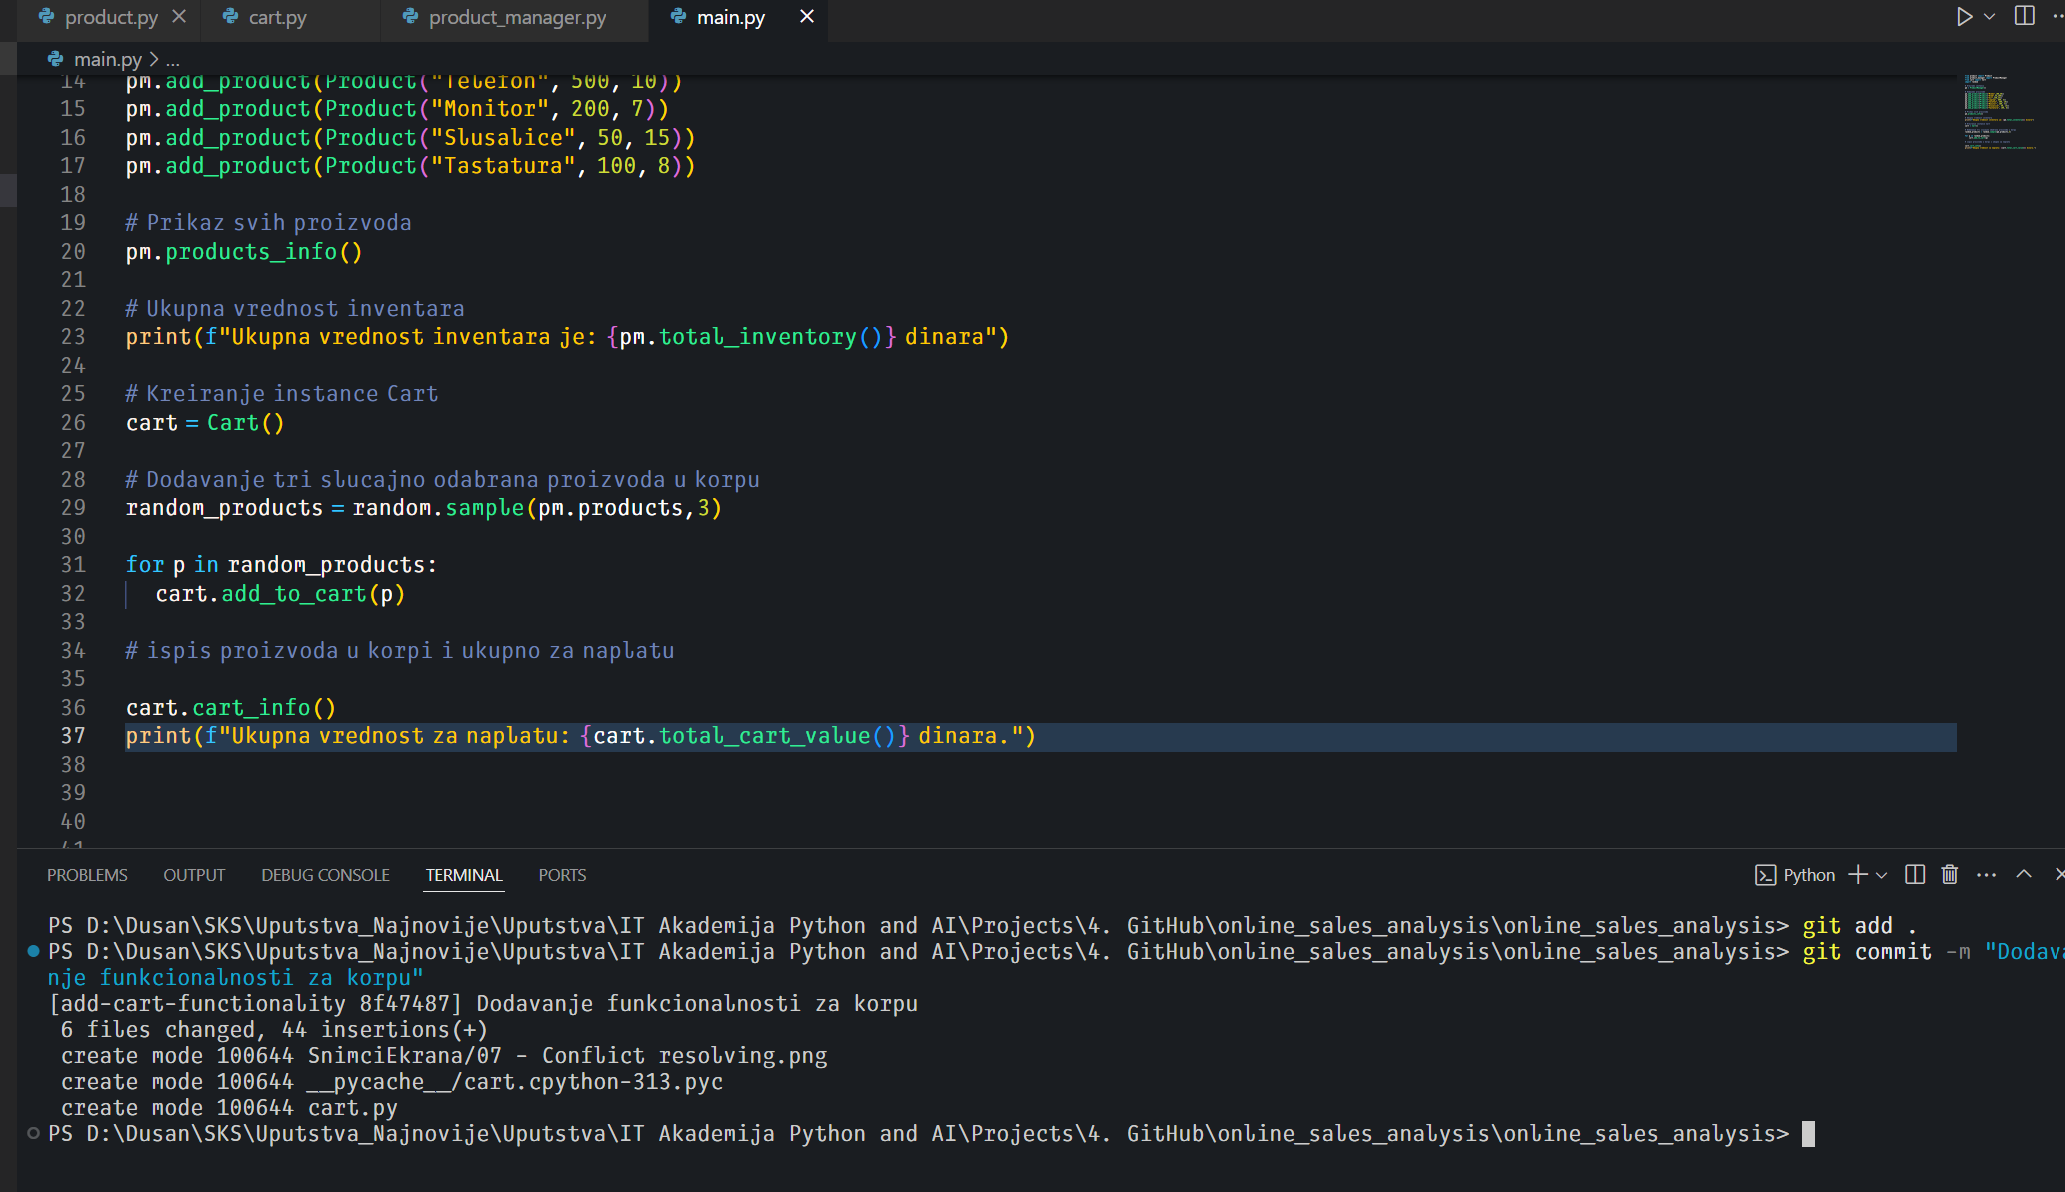 product.py cart.py product_manager.py main.py
main.py > ...
14 pm.add_product(Product("Telefon", 500, 10))
15 pm.add_product(Product("Monitor", 200, 7))
16 pm.add_product(Product("Slusalice", 50, 15))
17 pm.add_product(Product("Tastatura", 100, 8))
18
19 # Prikaz svih proizvoda
20 pm.products_info()
21
22 # Ukupna vrednost inventara
23 print(f"Ukupna vrednost inventara je: {pm.total_inventory()} dinara")
24
25 # Kreiranje instance Cart
26 cart = Cart()
27
28 # Dodavanje tri slucajno odabrana proizvoda u korpu
29 random_products = random.sample(pm.products,3)
30
31 for p in random_products:
32 cart.add_to_cart(p)
33
34 # ispis proizvoda u korpi i ukupno za naplatu
35
36 cart.cart_info()
37 print(f"Ukupna vrednost za naplatu: {cart.total_cart_value()} dinara.")
38
39
40
41
PROBLEMS OUTPUT DEBUG CONSOLE TERMINAL PORTS Python
PS D:\Dusan\SKS\Uputstva_Najnovije\Uputstva\IT Akademija Python and AI\Projects\4. GitHub\online_sales_analysis\online_sales_analysis> git add .
PS D:\Dusan\SKS\Uputstva_Najnovije\Uputstva\IT Akademija Python and AI\Projects\4. GitHub\online_sales_analysis\online_sales_analysis> git commit -m "Dodava
nje funkcionalnosti za korpu"
[add-cart-functionality 8f47487] Dodavanje funkcionalnosti za korpu
6 files changed, 44 insertions(+)
create mode 100644 SnimciEkrana/07 - Conflict resolving.png
create mode 100644 __pycache__/cart.cpython-313.pyc
create mode 100644 cart.py
PS D:\Dusan\SKS\Uputstva_Najnovije\Uputstva\IT Akademija Python and AI\Projects\4. GitHub\online_sales_analysis\online_sales_analysis>